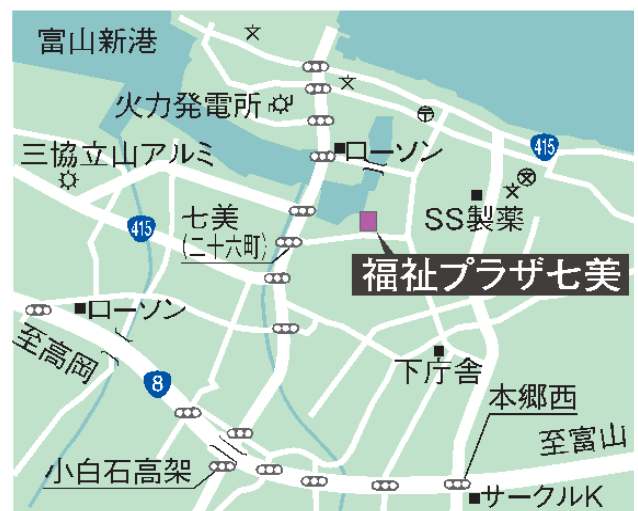 富山新港
火力発電所
ローソン
415
三協立山アルミ
七美
(二十六町)
SS製薬
415
福祉プラザ七美
ローソン
至高岡
8
下庁舎
本郷西
至富山
小白石高架
サークルK